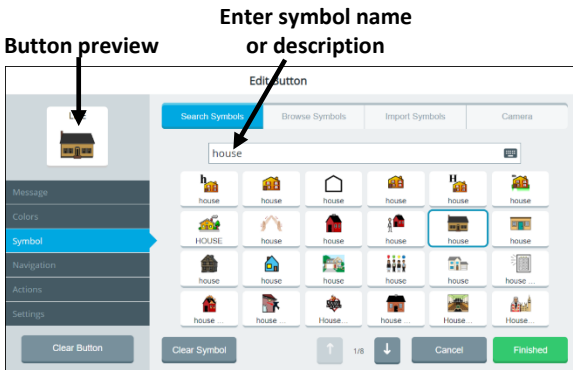 Enter symbol name
Button preview or description
Edit Button
Search Symbols Browse Symbols Import Symbols Camera
house
Message
Colors
Symbol
Navigation
Actions
Settings
Clear Button
h H
house house house house house house
HOUSE house house house house house
house house house house house house ...
house ... house ... House... house ... House... House...
Clear Symbol 1/8 Cancel Finished